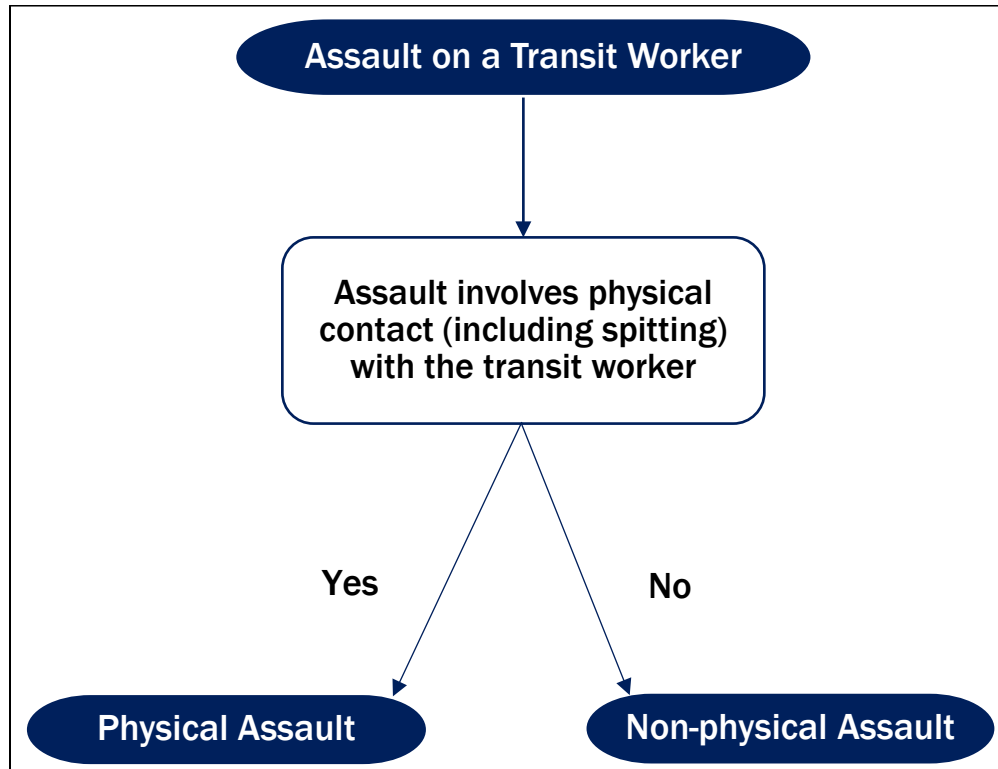 Assault on a Transit Worker
Assault involves physical
contact (including spitting)
with the transit worker
Yes
No
Physical Assault
Non-physical Assault